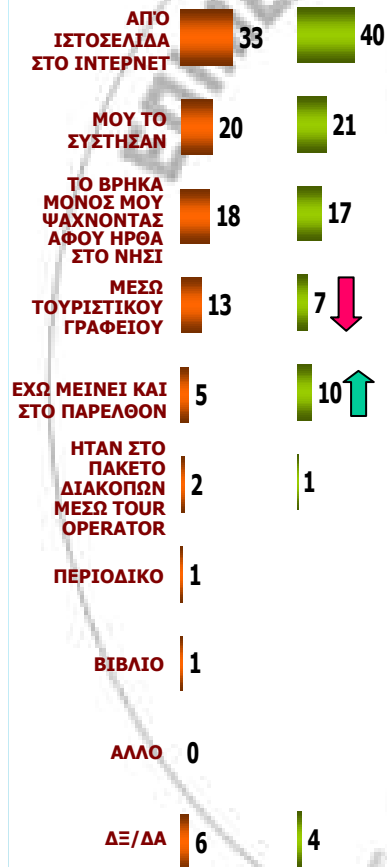 ΑΠΌ
ΙΣΤΟΣΕΛΙΔΑ
ΣΤΟ INTERNET
33 40
ΜΟΥ ΤΟ
ΣΥΣΤΗΣΑΝ
20 21
ΤΟ ΒΡΗΚΑ
ΜΟΝΟΣ ΜΟΥ
ΨΑΧΝΟΝΤΑΣ
ΑΦΟΥ ΗΡΘΑ
ΣΤΟ ΝΗΣΙ
18 17
ΜΕΣΩ
ΤΟΥΡΙΣΤΙΚΟΥ
ΓΡΑΦΕΙΟΥ
13 7
ΕΧΩ ΜΕΙΝΕΙ ΚΑΙ
ΣΤΟ ΠΑΡΕΛΘΟΝ
5 10
ΗΤΑΝ ΣΤΟ
ΠΑΚΕΤΟ
ΔΙΑΚΟΠΩΝ
ΜΕΣΩ TOUR
OPERATOR
2 1
ΠΕΡΙΟΔΙΚΟ
1
ΒΙΒΛΙΟ
1
ΑΛΛΟ
0
ΔΞ/ΔΑ
6 4